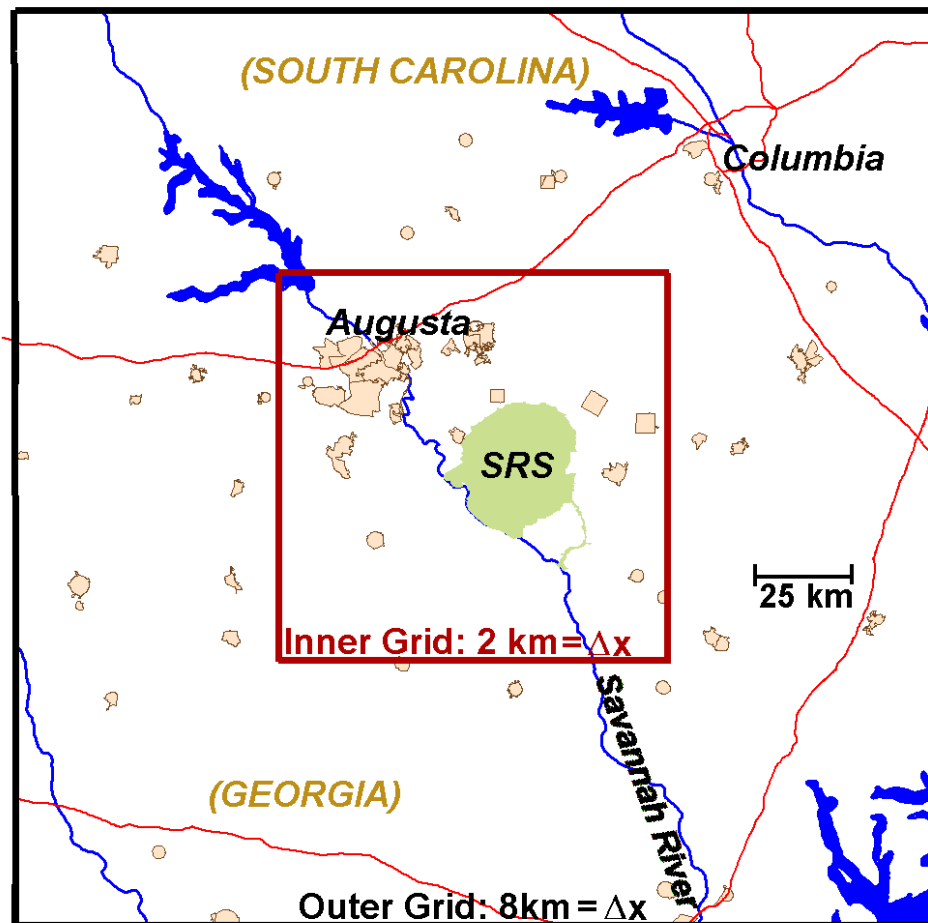 (SOUTH CAROLINA)
Columbia
Augusta
SRS
25 km
Inner Grid: 2 km = Δx
Savannah River
(GEORGIA)
Outer Grid: 8km = Δx